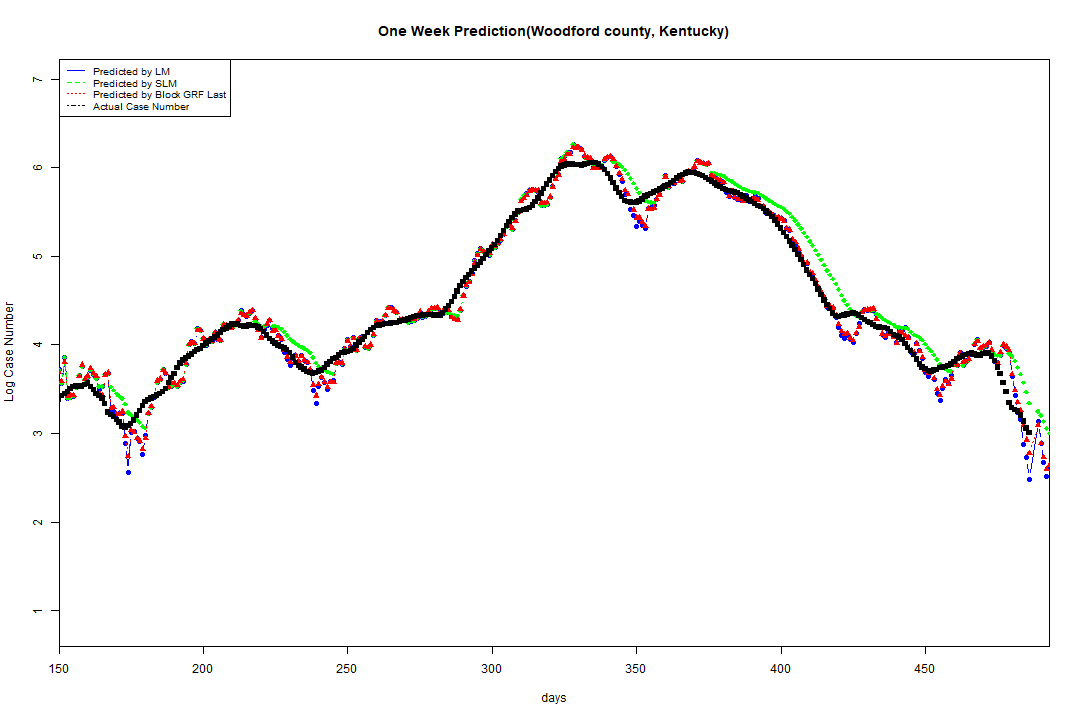 One Week Prediction(Woodford county, Kentucky)
Predicted by LM
Predicted by SLM
Predicted by Block GRF Last
Actual Case Number
Log Case Number
7
6
5
4
3
2
1
150 200 250 300 350 400 450
days